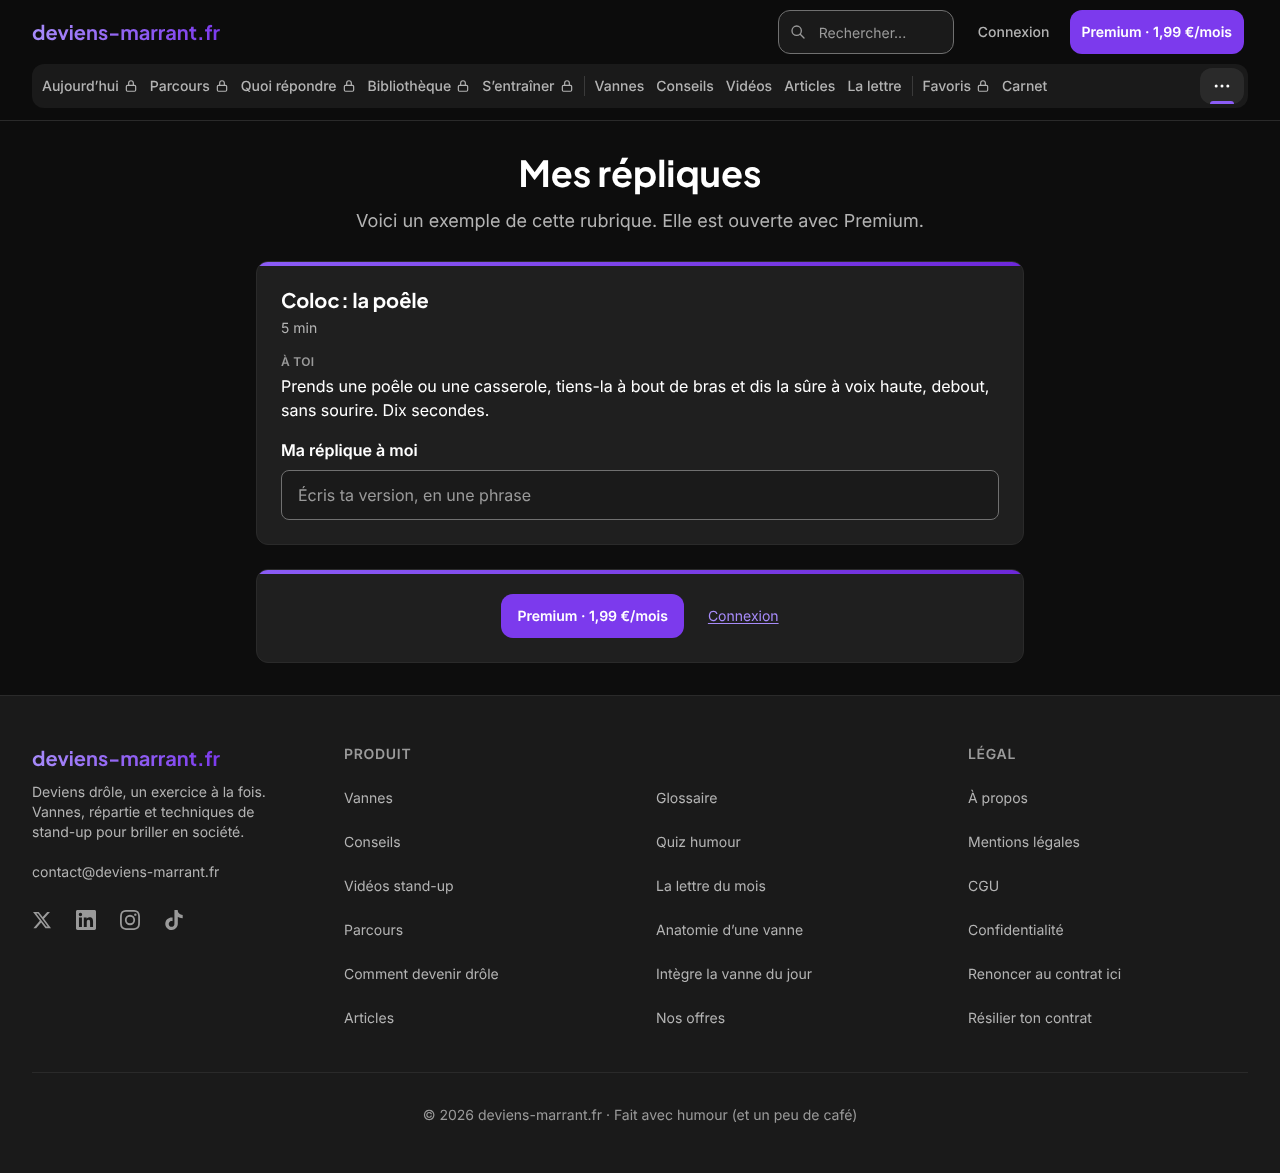 deviens-marrant.fr
Rechercher...
Connexion
Premium · 1,99 €/mois
Aujourd’hui
Parcours
Quoi répondre
Bibliothèque
S’entraîner
Vannes
Conseils
Vidéos
Articles
La lettre
Favoris
Carnet
Mes répliques
Voici un exemple de cette rubrique. Elle est ouverte avec Premium.
Coloc : la poêle
5 min
À TOI
Prends une poêle ou une casserole, tiens-la à bout de bras et dis la sûre à voix haute, debout,
sans sourire. Dix secondes.
Ma réplique à moi
Écris ta version, en une phrase
Premium · 1,99 €/mois
Connexion
deviens-marrant.fr
Deviens drôle, un exercice à la fois.
Vannes, répartie et techniques de
stand-up pour briller en société.
contact@deviens-marrant.fr
PRODUIT
Vannes
Conseils
Vidéos stand-up
Parcours
Comment devenir drôle
Articles
Glossaire
Quiz humour
La lettre du mois
Anatomie d’une vanne
Intègre la vanne du jour
Nos offres
LÉGAL
À propos
Mentions légales
CGU
Confidentialité
Renoncer au contrat ici
Résilier ton contrat
© 2026 deviens-marrant.fr · Fait avec humour (et un peu de café)